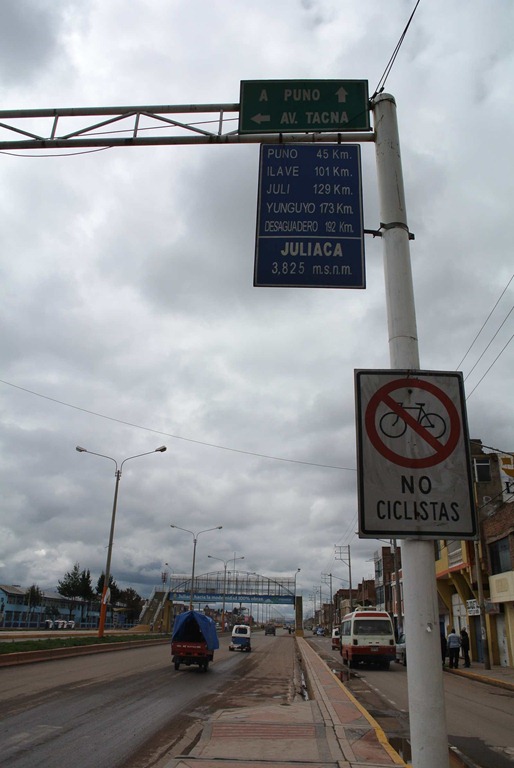 A PUNO
AV. TACNA
PUNO 45 Km.
ILAVE 101 Km.
JULI 129 Km.
YUNGUYO 173 Km.
DESAGUADERO 192 Km.
JULIACA
3,825 m.s.n.m.
NO
CICLISTAS